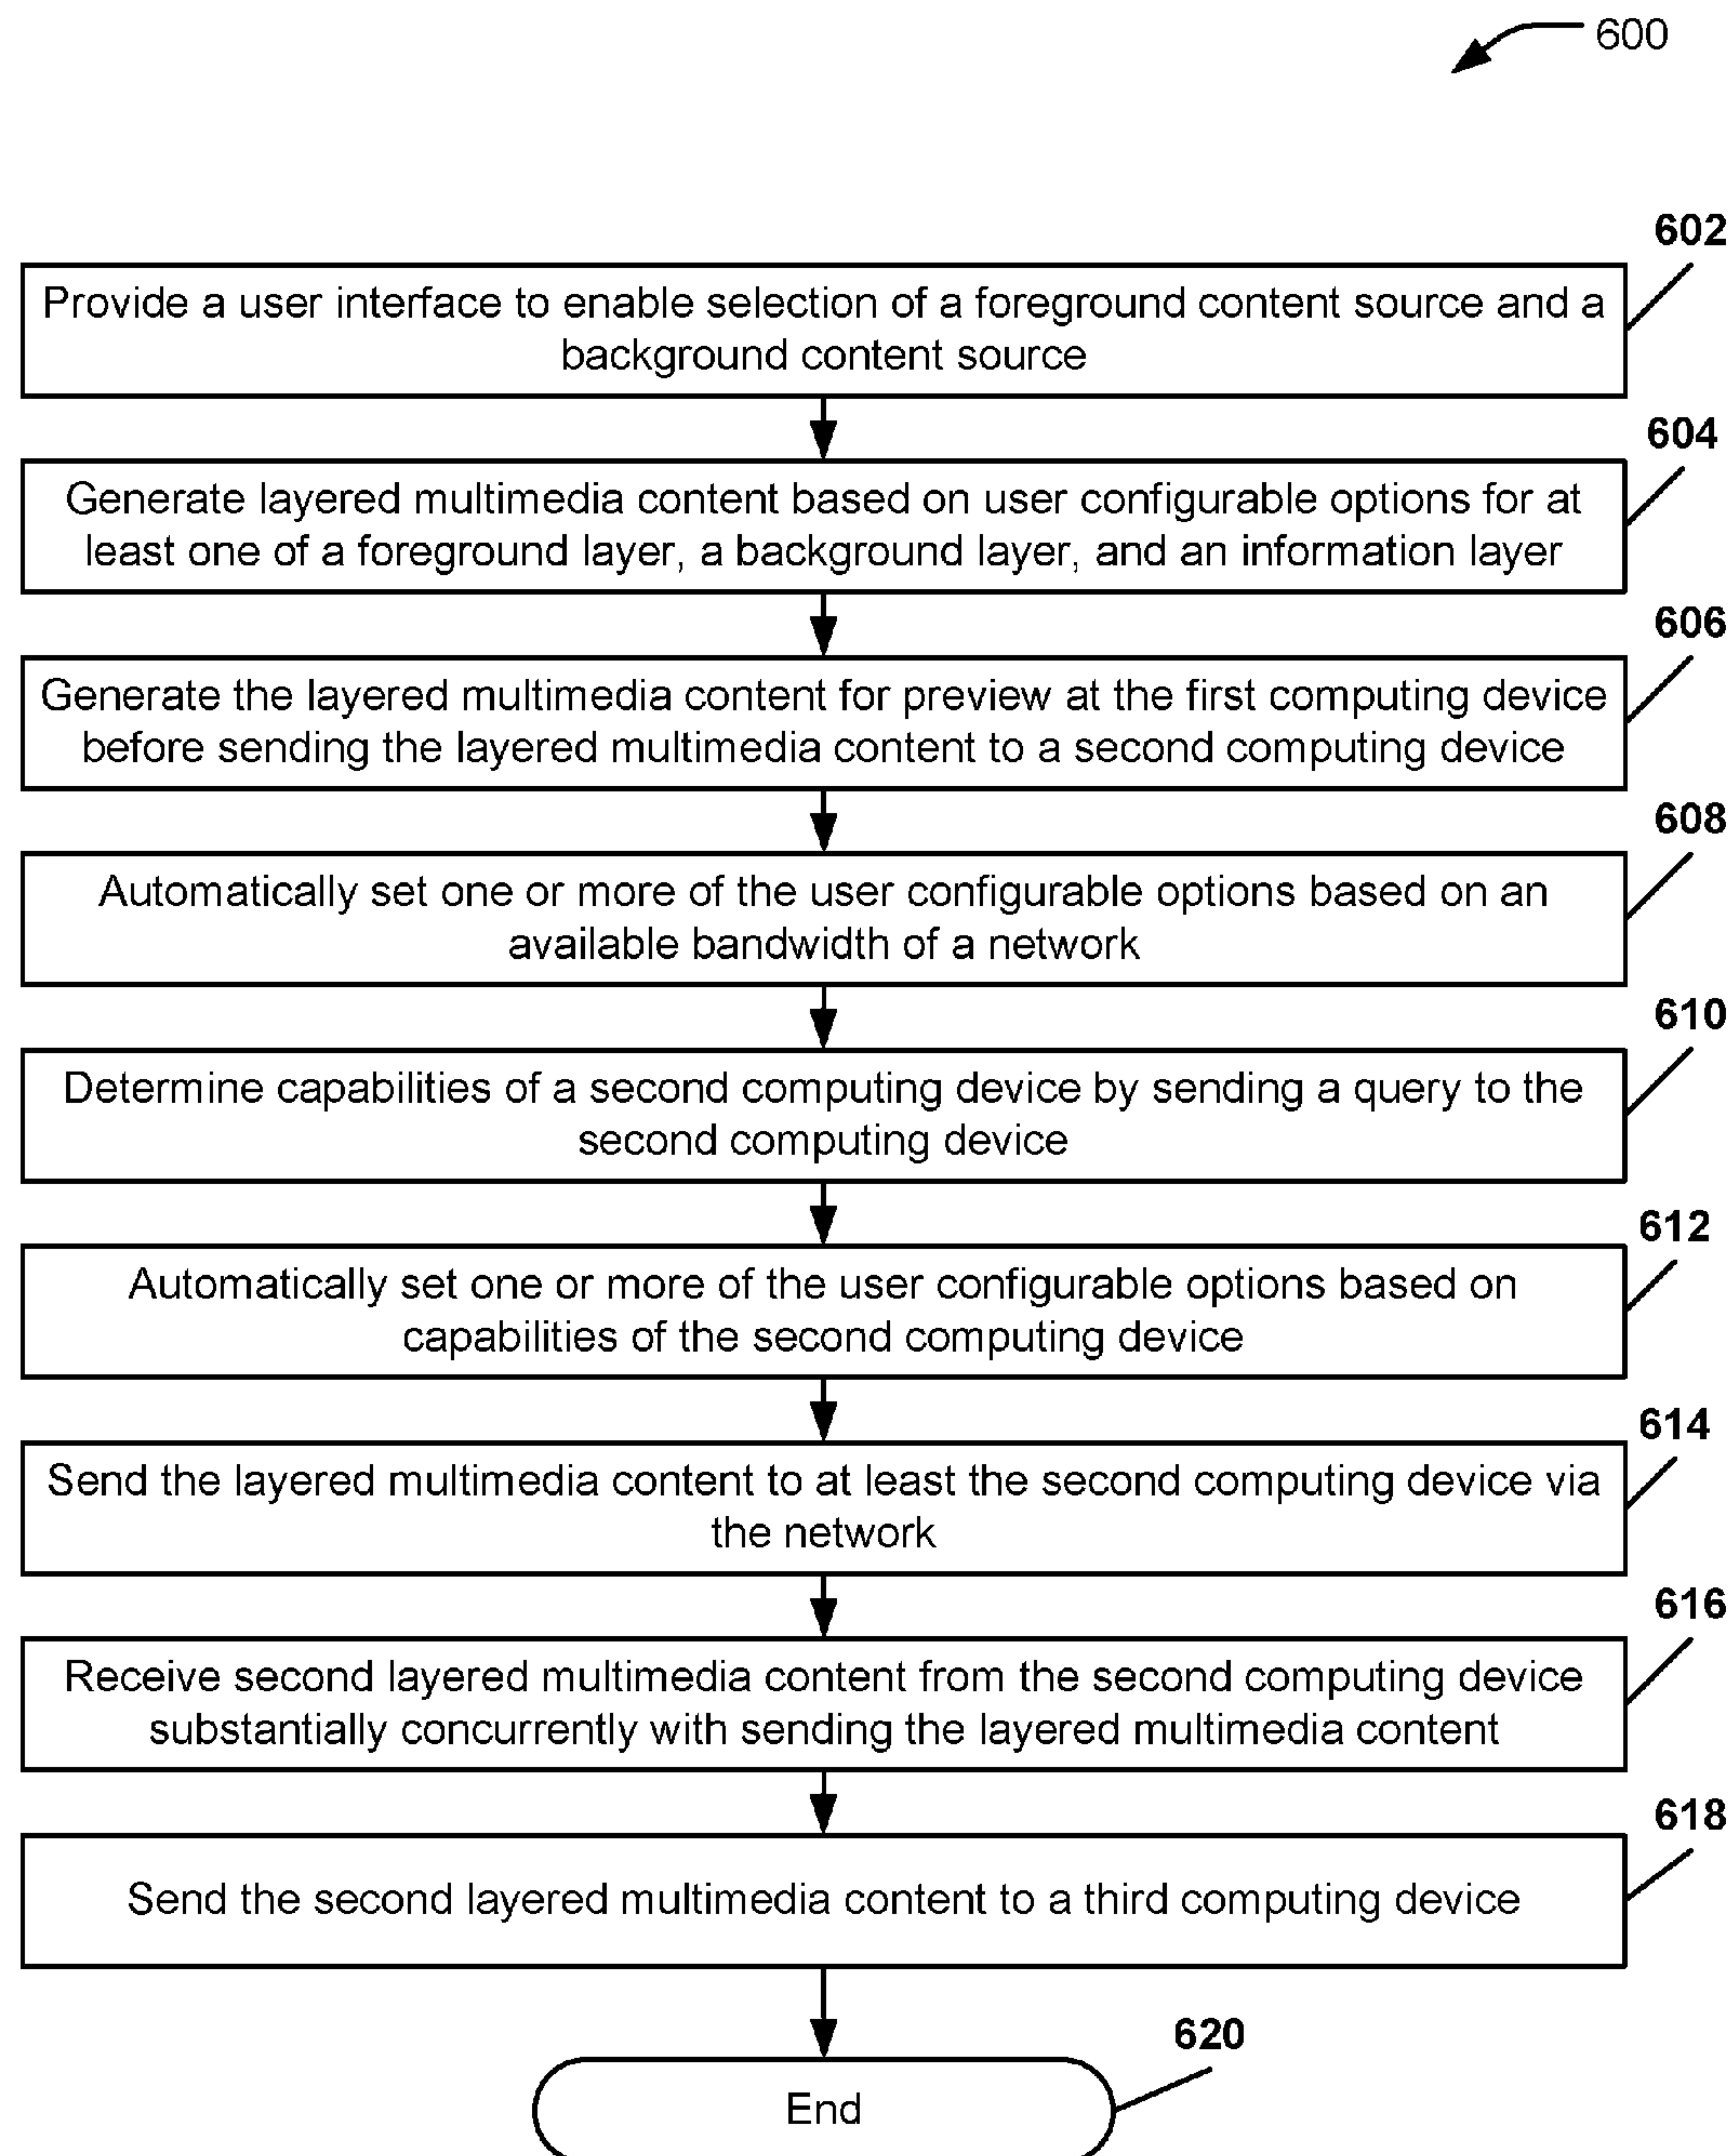 600
602
Provide a user interface to enable selection of a foreground content source and a
background content source
604
Generate layered multimedia content based on user configurable options for at
least one of a foreground layer, a background layer, and an information layer
606
Generate the layered multimedia content for preview at the first computing device
before sending the layered multimedia content to a second computing device
608
Automatically set one or more of the user configurable options based on an
available bandwidth of a network
610
Determine capabilities of a second computing device by sending a query to the
second computing device
612
Automatically set one or more of the user configurable options based on
capabilities of the second computing device
614
Send the layered multimedia content to at least the second computing device via
the network
616
Receive second layered multimedia content from the second computing device
substantially concurrently with sending the layered multimedia content
618
Send the second layered multimedia content to a third computing device
620
End